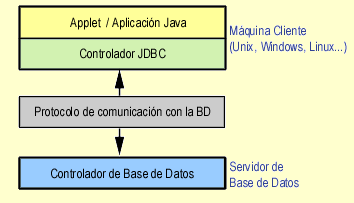 Applet / Aplicación Java
Controlador JDBC
Máquina Cliente
(Unix, Windows, Linux...)
Protocolo de comunicación con la BD
Controlador de Base de Datos
Servidor de
Base de Datos